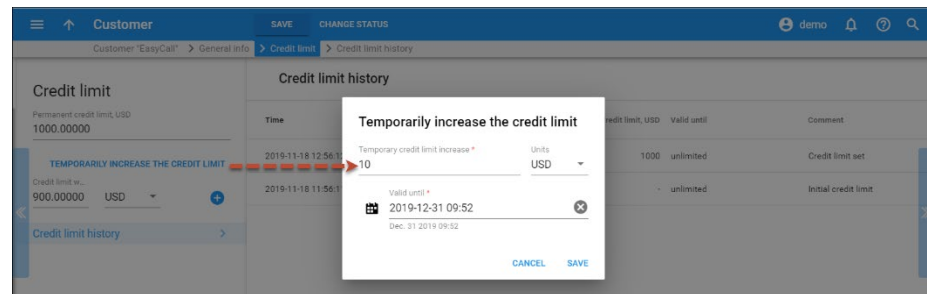 Customer SAVE CHANGE STATUS demo
Customer "EasyCall" > General info > Credit limit > Credit limit history
Credit limit
Permanent credit limit, USD
1000.00000
TEMPORARILY INCREASE THE CREDIT LIMIT
Credit limit w...
900.00000 USD
Credit limit history >
Credit limit history
Time redit limit, USD Valid until Comment
2019-11-18 12:56:1 1000 unlimited Credit limit set
2019-11-18 11:56:1 - unlimited Initial credit limit
Temporarily increase the credit limit
Temporary credit limit increase * Units
10 USD
Valid until *
2019-12-31 09:52
Dec. 31 2019 09:52
CANCEL SAVE